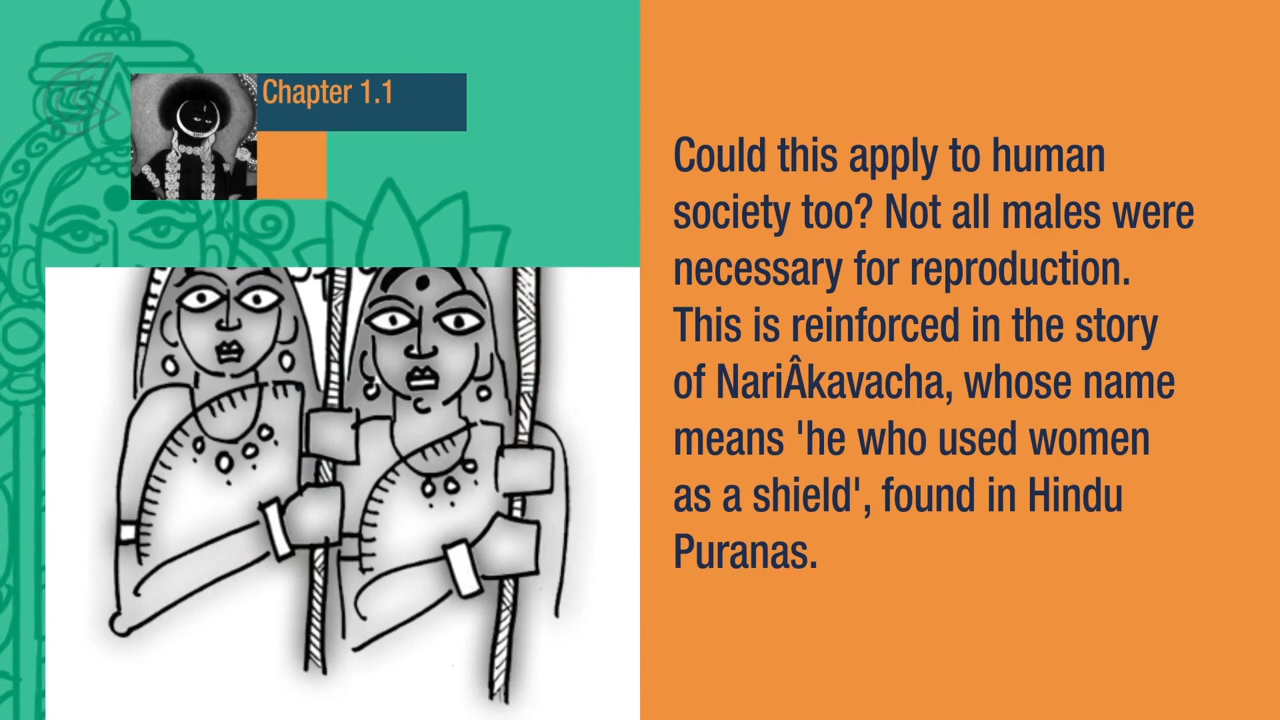 Chapter 1.1
Could this apply to human
society too? Not all males were
necessary for reproduction.
This is reinforced in the story
of NariÂkavacha, whose name
means 'he who used women
as a shield', found in Hindu
Puranas.